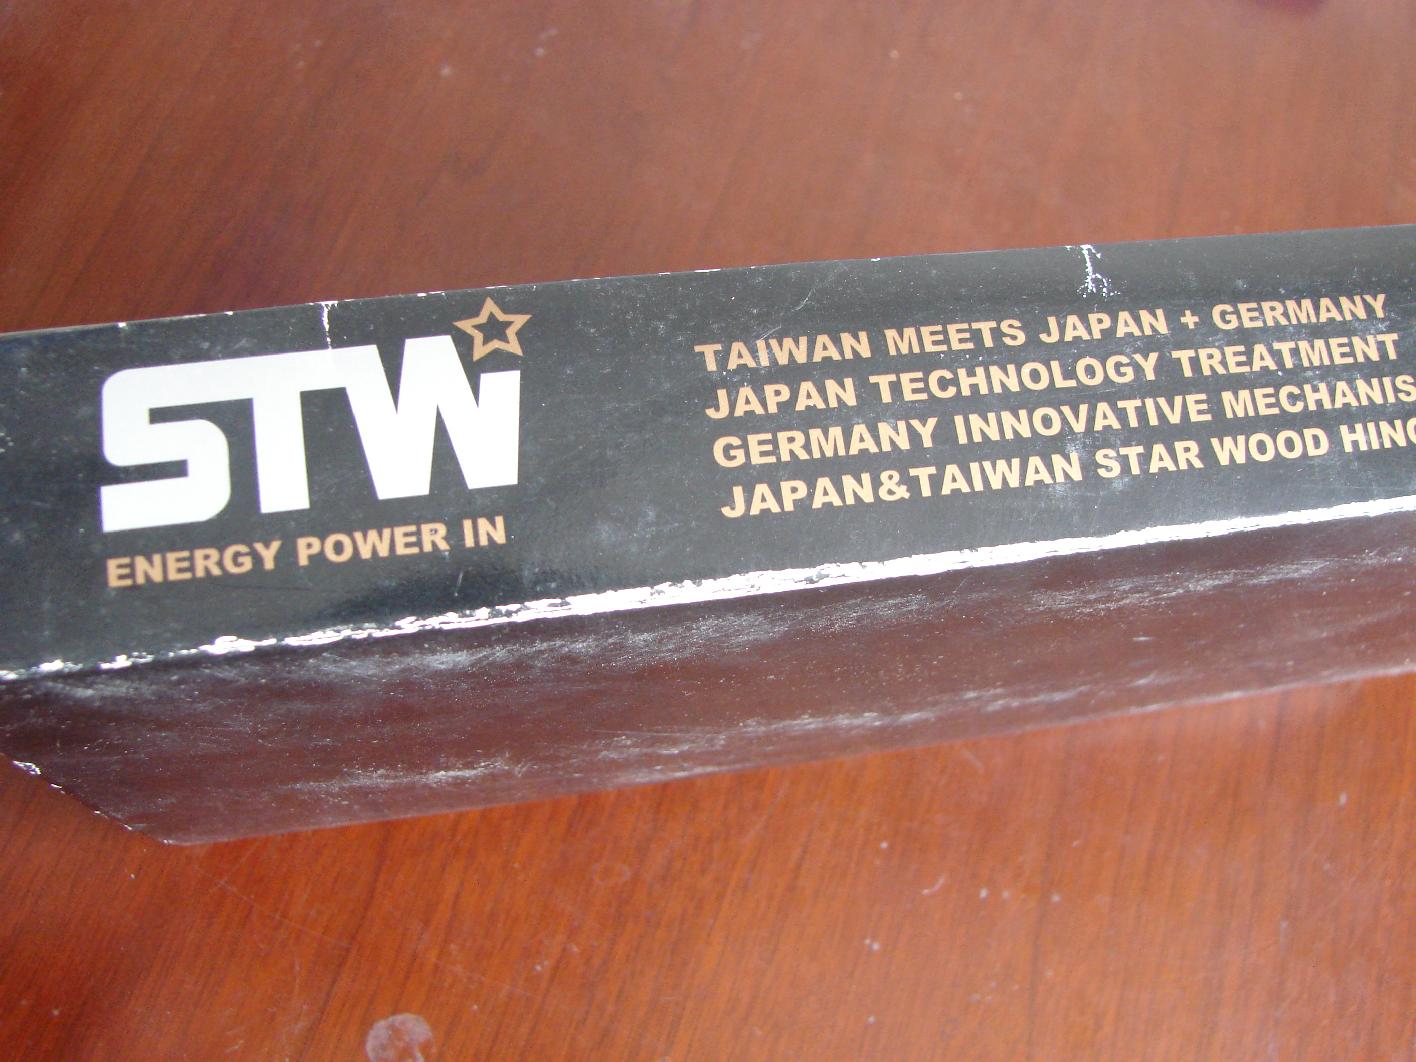 STW
ENERGY POWER IN
TAIWAN MEETS JAPAN + GERMANY
JAPAN TECHNOLOGY TREATMENT
GERMANY INNOVATIVE
JAPAN&TAIWAN STAR WOOD